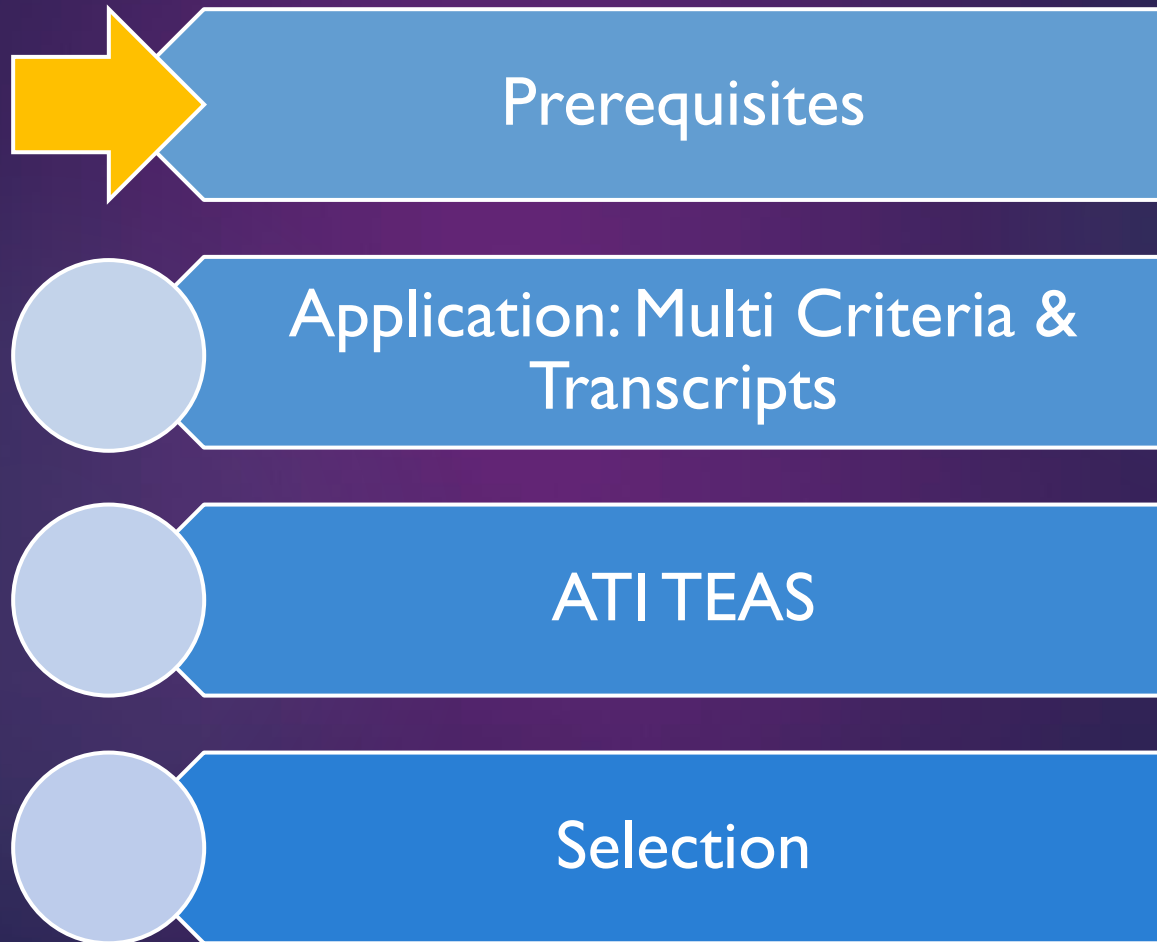 Prerequisites
Application: Multi Criteria &
Transcripts
ATI TEAS
Selection